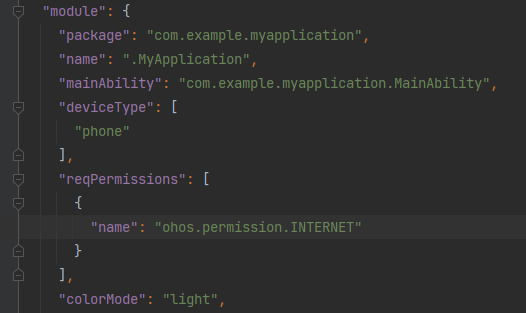 "module": {
"package": "com.example.myapplication",
"name": ".MyApplication",
"mainAbility": "com.example.myapplication.MainAbility",
"deviceType": [
"phone"
],
"reqPermissions": [
{
"name": "ohos.permission.INTERNET"
}
],
"colorMode": "light",